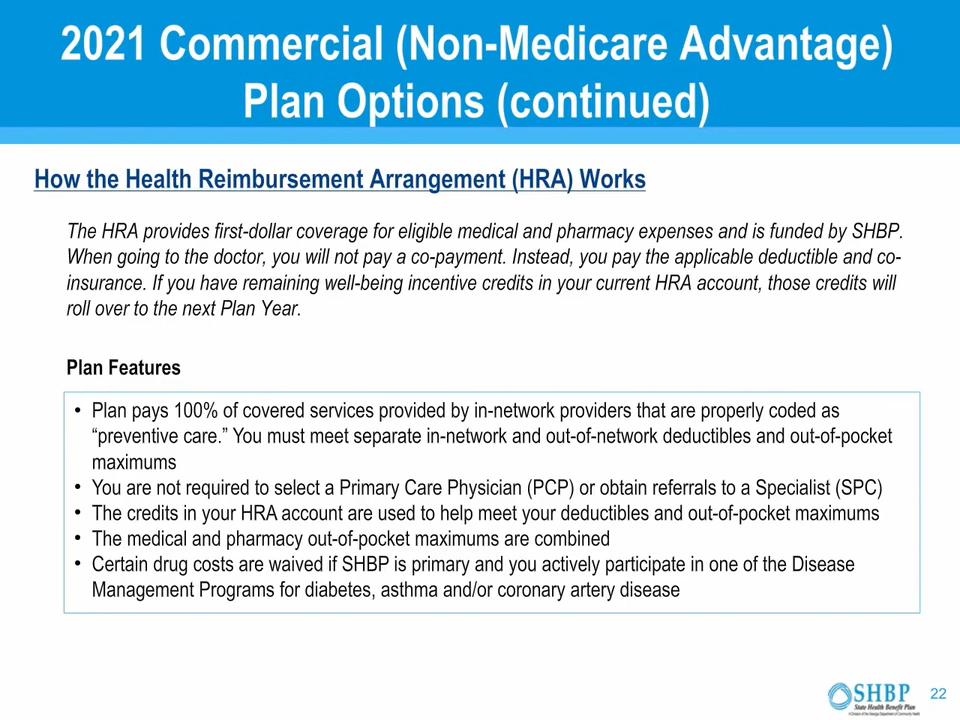 2021 Commercial (Non-Medicare Advantage)
Plan Options (continued)
How the Health Reimbursement Arrangement (HRA) Works
The HRA provides first-dollar coverage for eligible medical and pharmacy expenses and is funded by SHBP.
When going to the doctor, you will not pay a co-payment. Instead, you pay the applicable deductible and co-
insurance. If you have remaining well-being incentive credits in your current HRA account, those credits will
roll over to the next Plan Year.
Plan Features
• Plan pays 100% of covered services provided by in-network providers that are properly coded as
“preventive care.” You must meet separate in-network and out-of-network deductibles and out-of-pocket
maximums
• You are not required to select a Primary Care Physician (PCP) or obtain referrals to a Specialist (SPC)
• The credits in your HRA account are used to help meet your deductibles and out-of-pocket maximums
• The medical and pharmacy out-of-pocket maximums are combined
• Certain drug costs are waived if SHBP is primary and you actively participate in one of the Disease
Management Programs for diabetes, asthma and/or coronary artery disease
SHBP
State Health Benefit Plan
A Division of the Georgia Department of Community Health
22